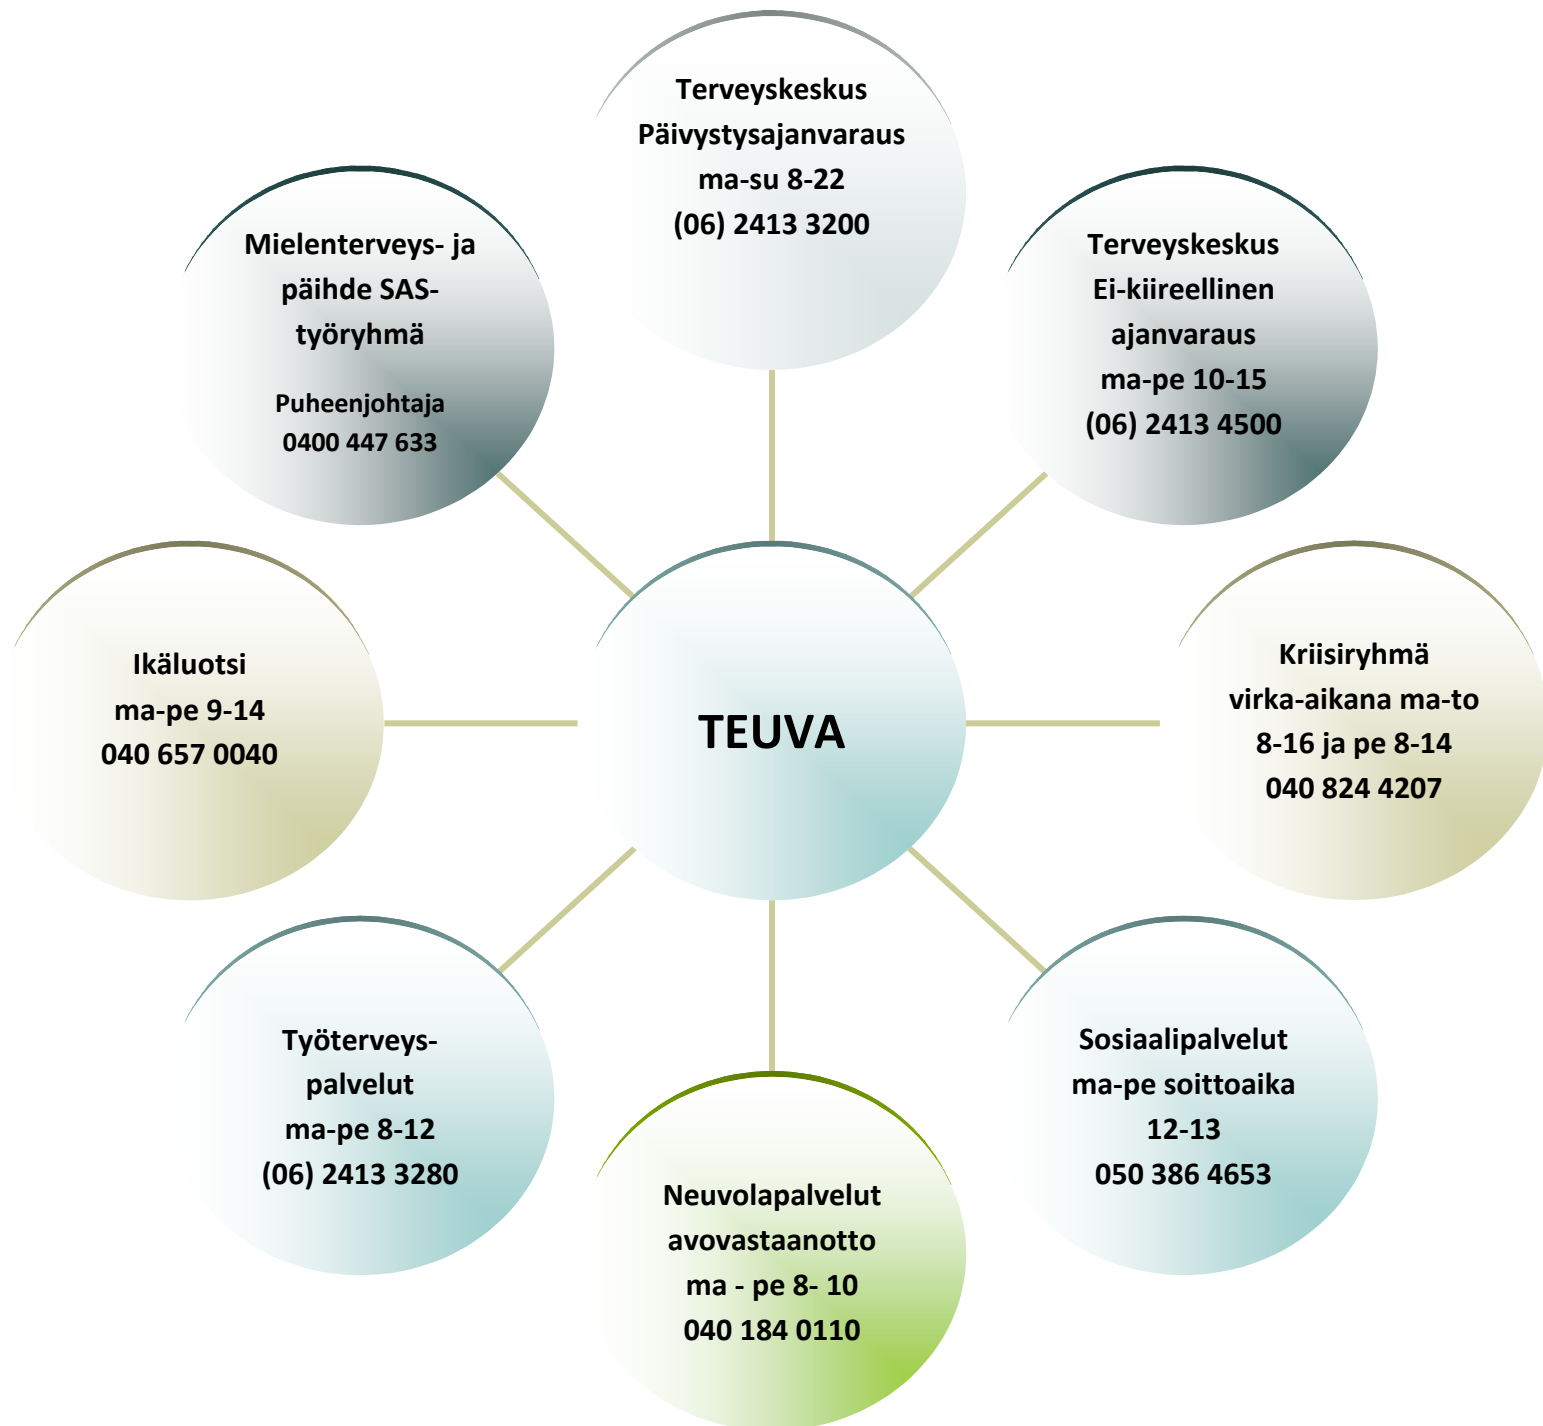 Terveyskeskus
Päivystysajanvaraus
ma-su 8-22
(06) 2413 3200
Terveyskeskus
Ei-kiireellinen
ajanvaraus
ma-pe 10-15
(06) 2413 4500
Kriisiryhmä
virka-aikana ma-to
8-16 ja pe 8-14
040 824 4207
Sosiaalipalvelut
ma-pe soittoaika
12-13
050 386 4653
Neuvolapalvelut
avovastaanotto
ma - pe 8- 10
040 184 0110
Työterveys-
palvelut
ma-pe 8-12
(06) 2413 3280
Ikäluotsi
ma-pe 9-14
040 657 0040
Mielenterveys- ja
päihde SAS-
työryhmä
Puheenjohtaja
0400 447 633
TEUVA